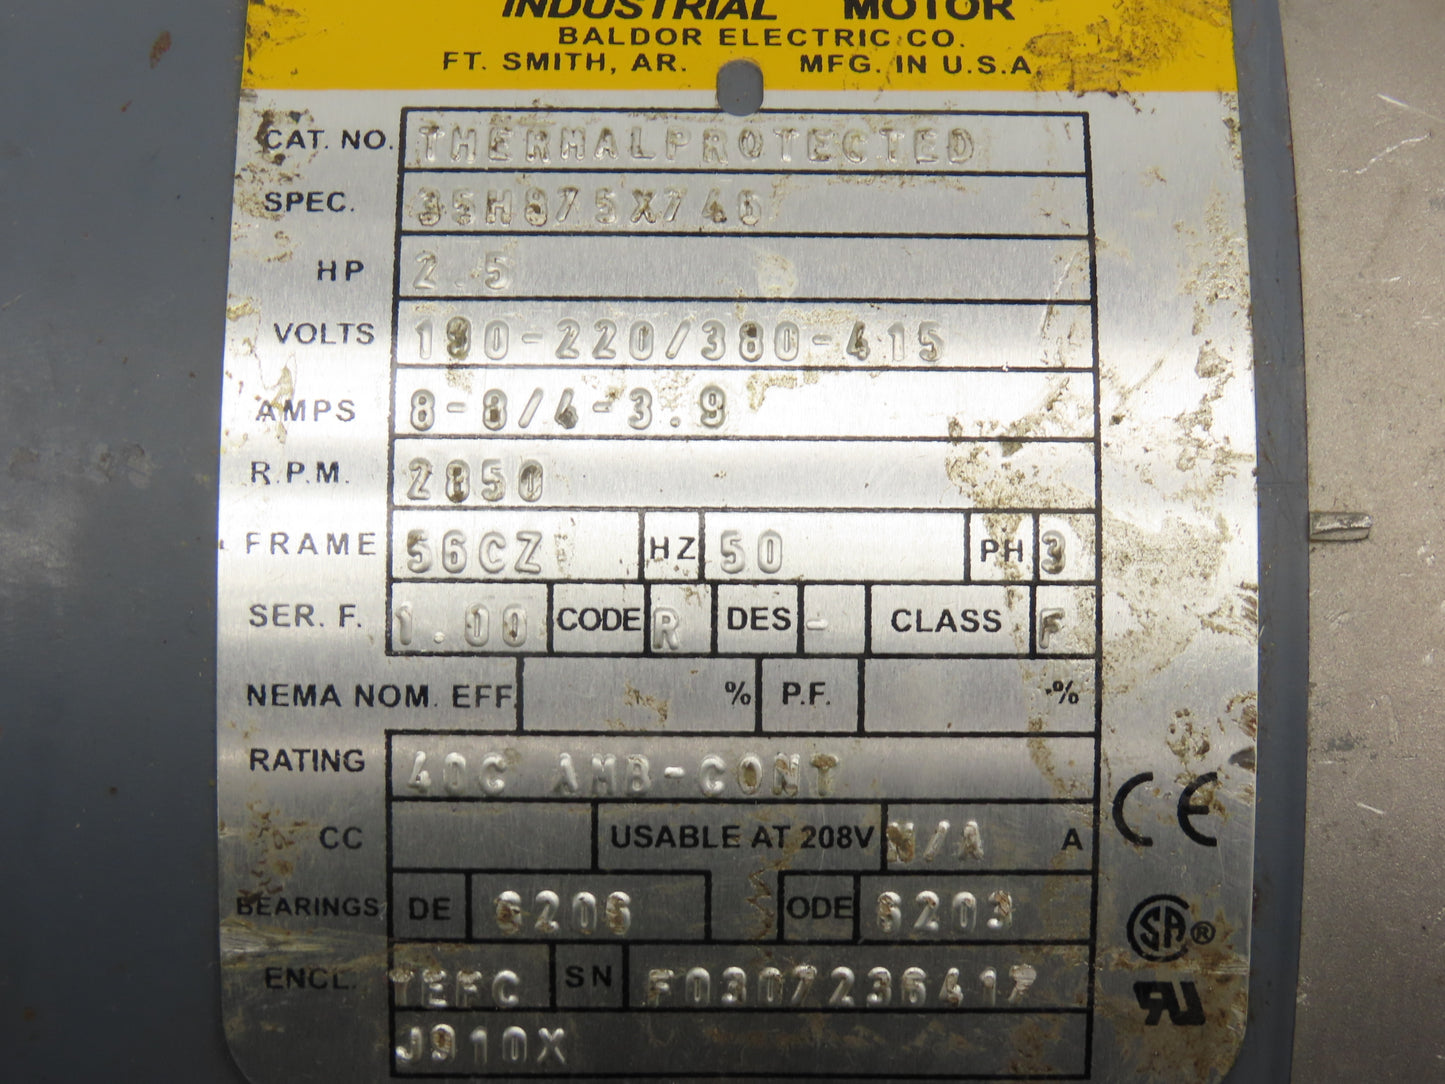 INDUSTRIAL MOTOR
BALDOR ELECTRIC CO.
FT. SMITH, AR. MFG. IN U.S.A
CAT. NO. THERMALPROTECTED
SPEC. 35H875X746
HP 2.5
VOLTS 190-220/380-415
AMPS 8-8/4-3.9
R.P.M. 2850
FRAME 56CZ HZ 50 PH 3
SER. F. 1.00 CODE R DES - CLASS F
NEMA NOM. EFF. % P.F. %
RATING 40C AMB-CONT
CC USABLE AT 208V N/A A
BEARINGS DE 6206 ODE 6203
ENCL. TEFC SN F0307236417
J910X
CE
SA ®
RU